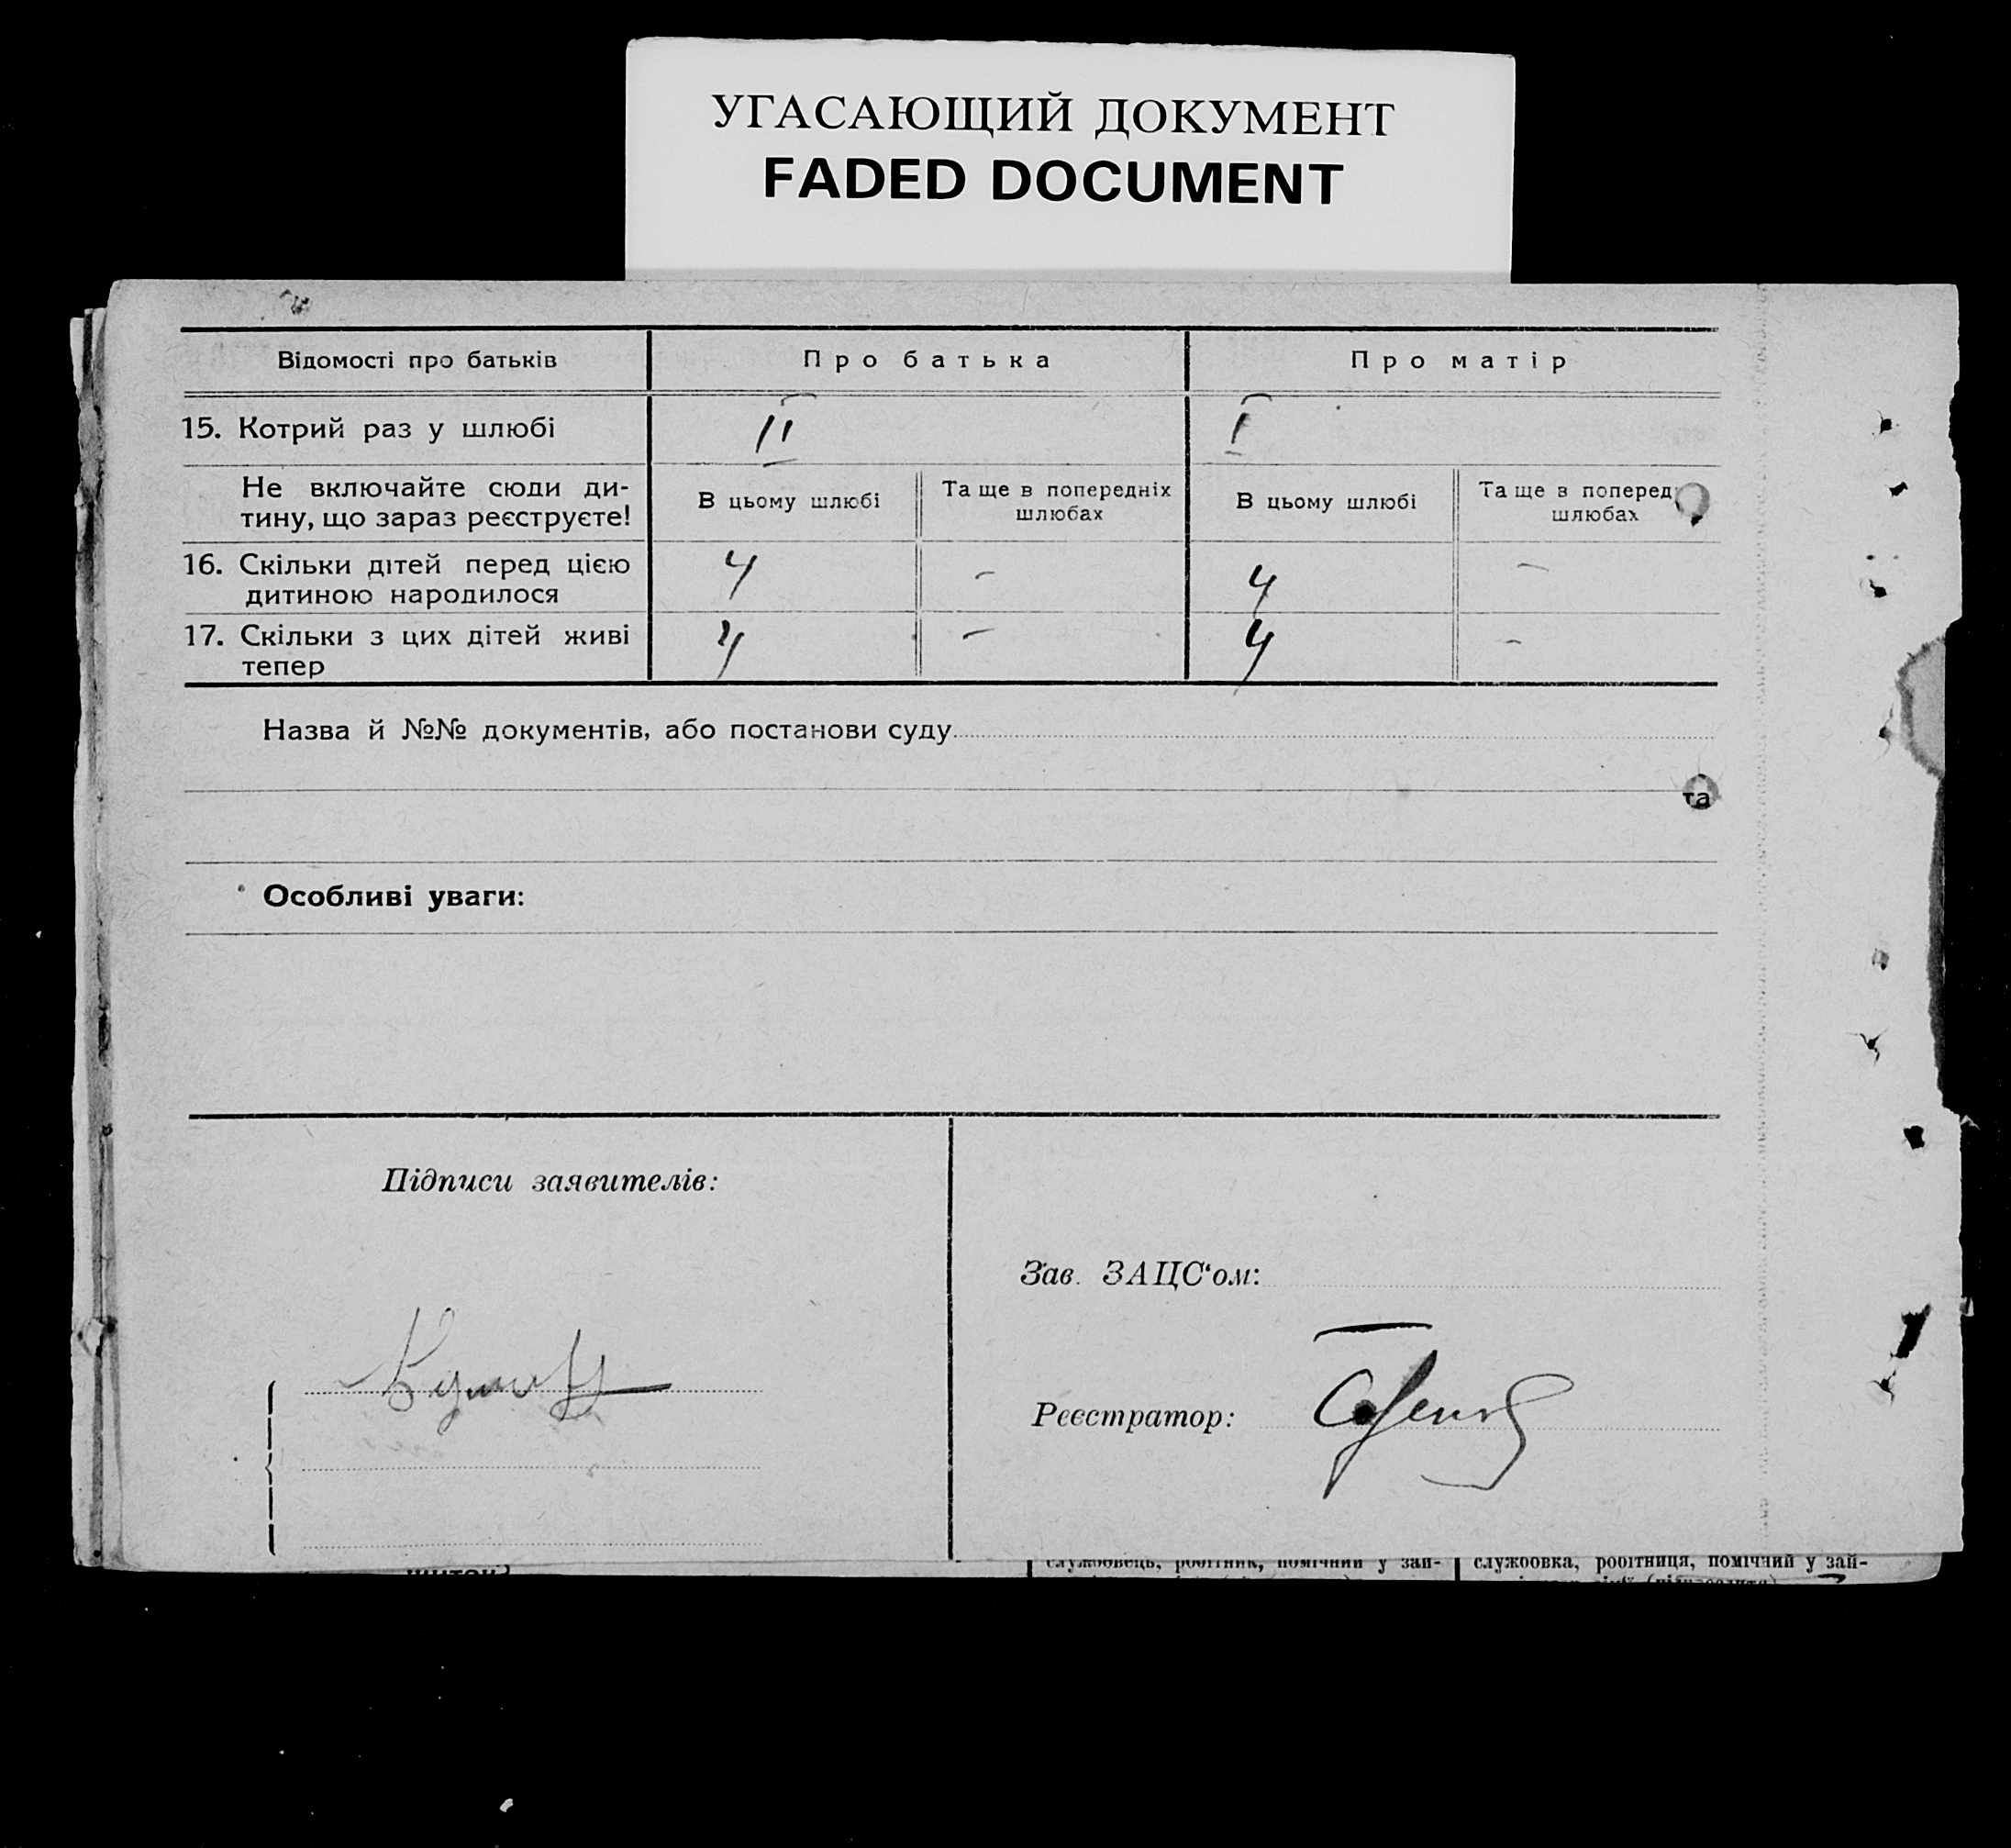 УГАСАЮЩИЙ ДОКУМЕНТ
FADED DOCUMENT
Відомості про батьків
Про батька
Про матір
15. Котрий раз у шлюбі
II
I
Не включайте сюди ди-
тину, що зараз реєструєте!
В цьому шлюбі
Та ще в попередніх
шлюбах
В цьому шлюбі
Та ще в поперед
шлюбах
16. Скільки дітей перед цією
дитиною народилося
4
-
4
-
17. Скільки з цих дітей живі
тепер
4
-
4
-
Назва й №№ документів, або постанови суду
та
Особливі уваги:
Підписи заявителів:
Зав. ЗАЦС‘ом:
Реєстратор:
службовець, робітник, помічний у зай-
службовка, робітниця, помічний у зай-